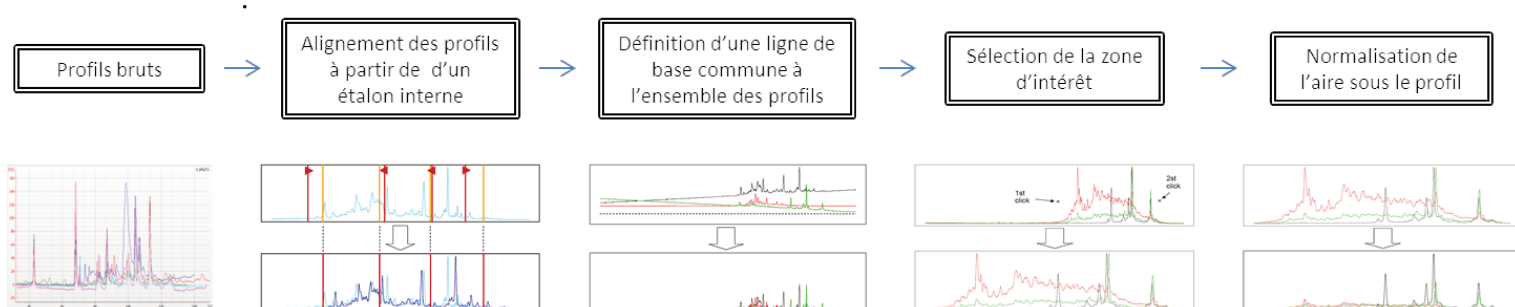 Profils bruts
Alignement des profils
à partir de d'un
étalon interne
Définition d'une ligne de
base commune à
l'ensemble des profils
Sélection de la zone
d'intérêt
Normalisation de
l'aire sous le profil
1st
click
2st
click